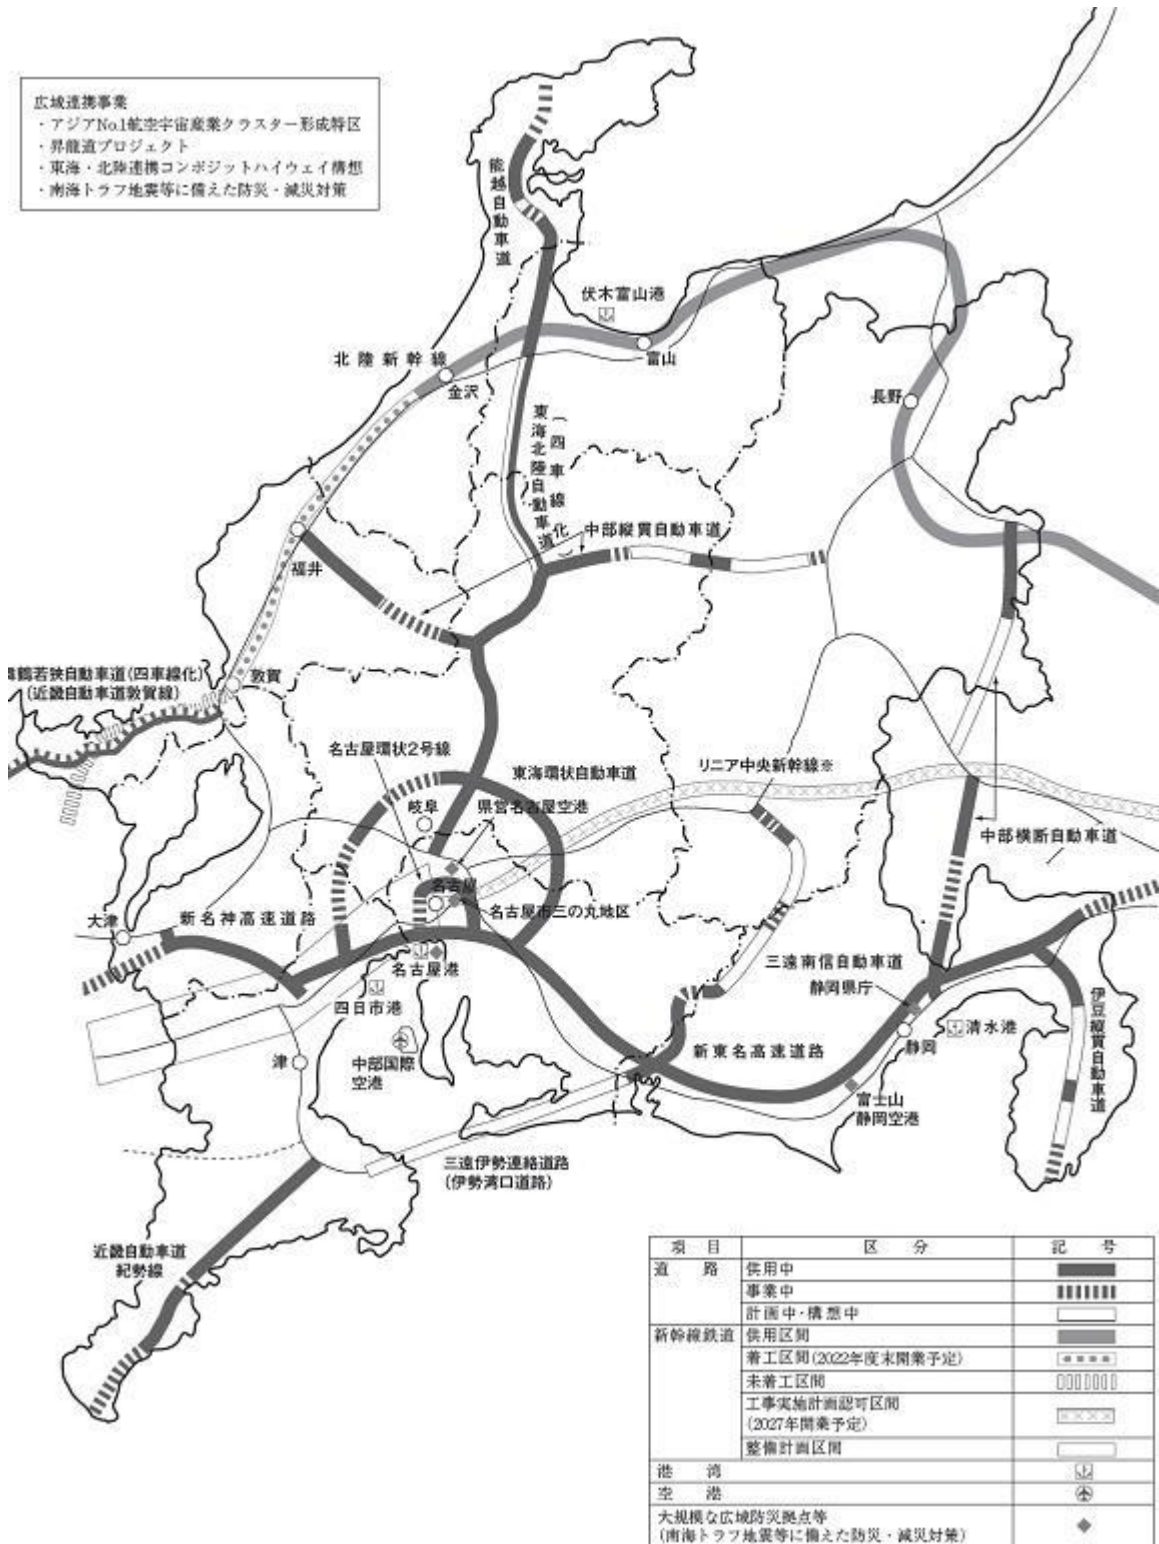 広域連携事業
・アジアNo.1航空宇宙産業クラスター形成特区
・昇龍道プロジェクト
・東海・北陸連携コンポジットハイウェイ構想
・南海トラフ地震等に備えた防災・減災対策
能越自動車道
伏木富山港
北陸新幹線
富山
金沢
長野
東海北陸自動車道
(四車線化)
中部縦貫自動車道
福井
鶴若狭自動車道(四車線化)
(近畿自動車道敦賀線)
敦賀
名古屋環状2号線
東海環状自動車道
リニア中央新幹線※
岐阜
県営名古屋空港
中部横断自動車道
名古屋
名古屋市三の丸地区
大津
新名神高速道路
名古屋港
三遠南信自動車道
静岡県庁
四日市港
清水港
静岡
伊豆縦貫自動車道
津
中部国際
空港
新東名高速道路
富士山
静岡空港
三遠伊勢連絡道路
(伊勢湾口道路)
近畿自動車道
紀勢線
項目 区分 記号
道路 供用中
事業中
計画中・構想中
新幹線鉄道 供用区間
着工区間(2022年度末開業予定)
未着工区間
工事実施計画認可区間
(2027年開業予定)
整備計画区間
港湾
空港
大規模な広域防災拠点等
(南海トラフ地震等に備えた防災・減災対策)